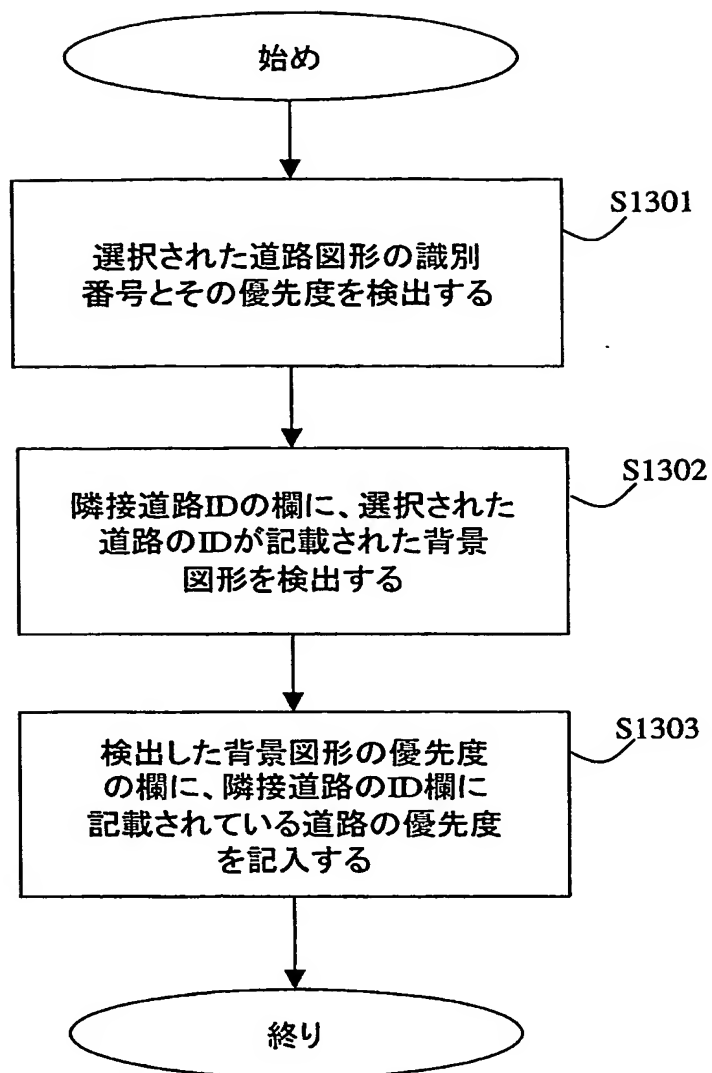 始め
S1301
選択された道路図形の識別
番号とその優先度を検出する
S1302
隣接道路IDの欄に、選択された
道路のIDが記載された背景
図形を検出する
S1303
検出した背景図形の優先度
の欄に、隣接道路のID欄に
記載されている道路の優先度
を記入する
終り